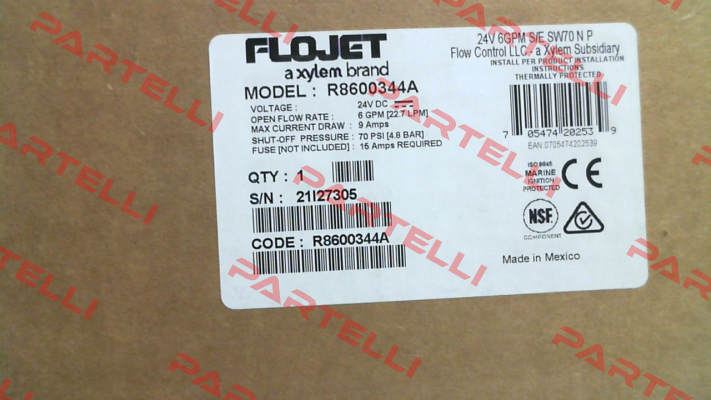 FLOJET
a xylem brand
MODEL : R8600344A
VOLTAGE : 24V DC
OPEN FLOW RATE : 6 GPM [22.7 LPM]
MAX CURRENT DRAW : 9 Amps
SHUT-OFF PRESSURE : 70 PSI [4.8 BAR]
FUSE [NOT INCLUDED] : 15 Amps REQUIRED
QTY : 1
S/N : 21I27305
CODE : R8600344A
24V 6GPM S/E SW70 N P
Flow Control LLC - a Xylem Subsidiary
INSTALL PER PRODUCT INSTALLATION
INSTRUCTIONS
THERMALLY PROTECTED
7 05474 20253 9
EAN 0705474202539
ISO 8846
MARINE
IGNITION
PROTECTED
CE
NSF
COMPONENT
Made in Mexico
PARTELLI
PARTELLI
PARTELLI
PARTELLI
PARTELLI
PARTELLI
PARTELLI
PARTELLI